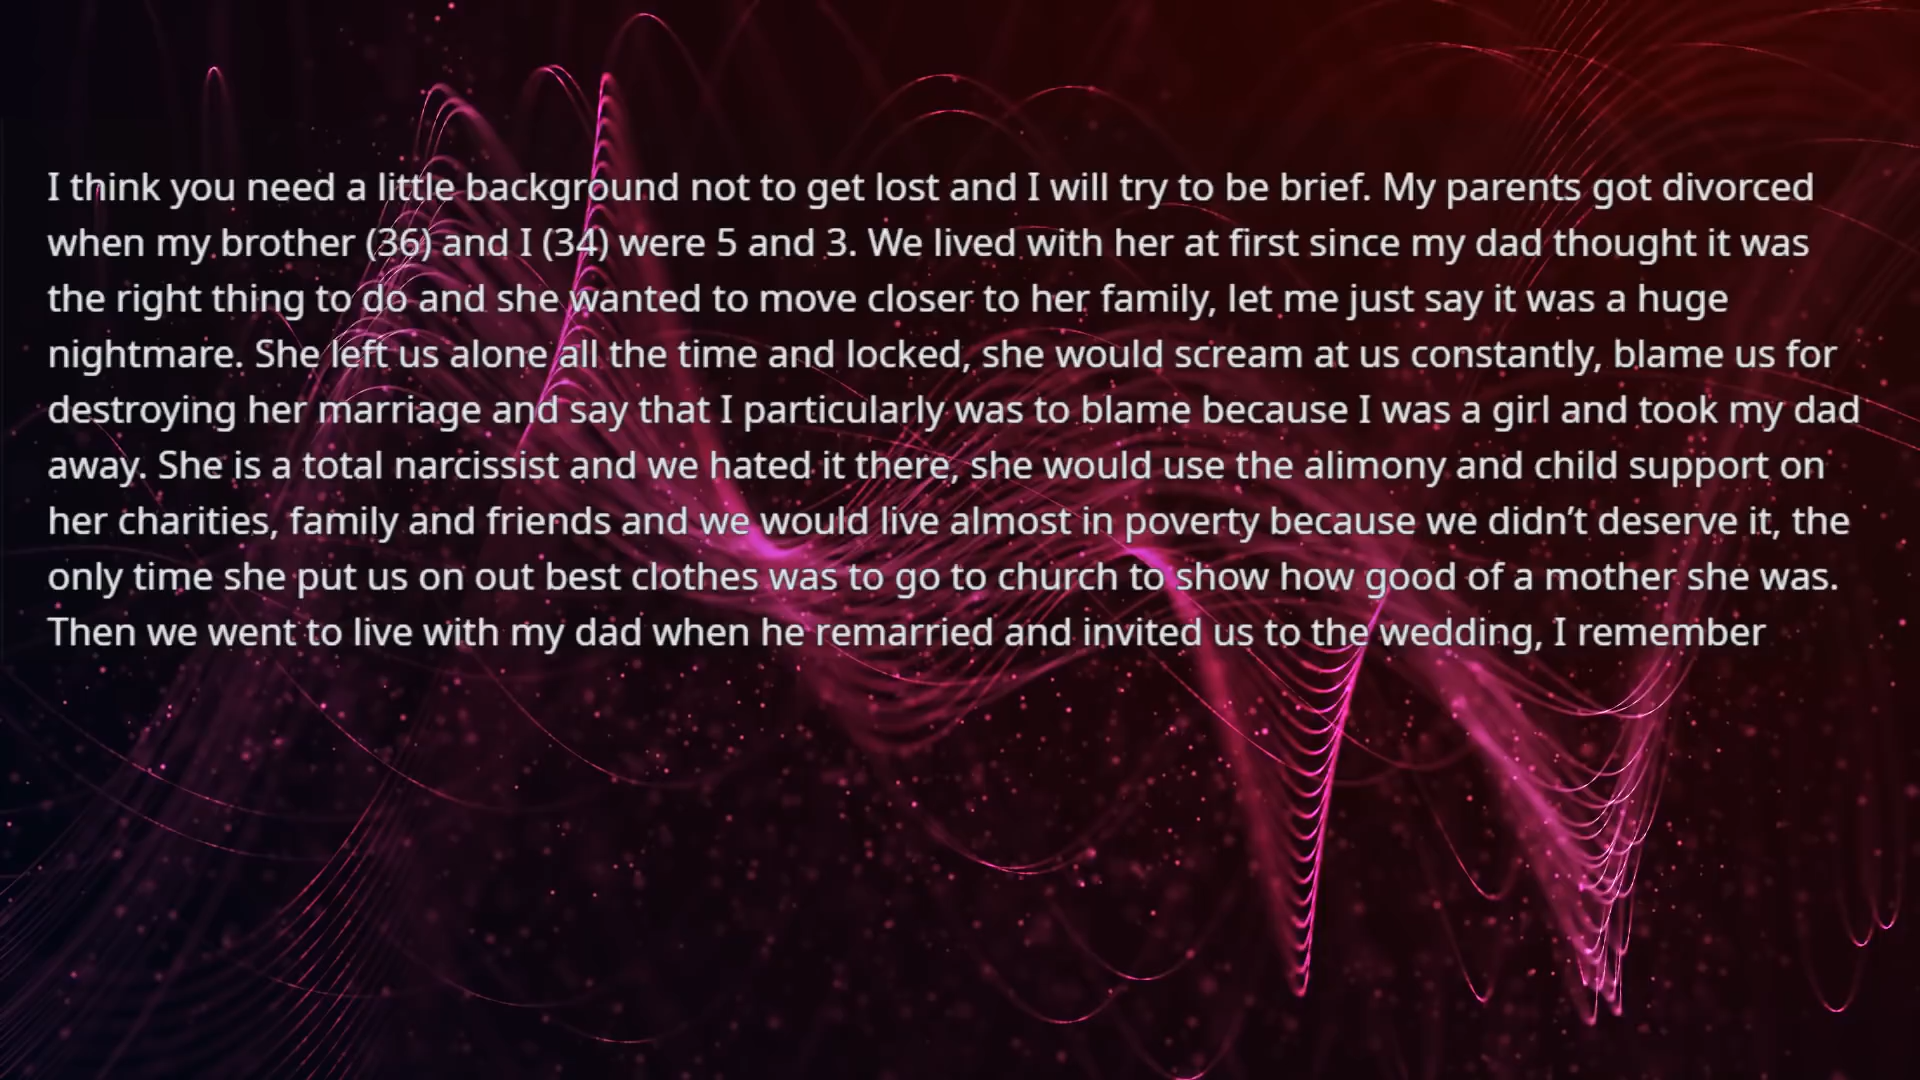 I think you need a little background not to get lost and I will try to be brief. My parents got divorced
when my brother (36) and I (34) were 5 and 3. We lived with her at first since my dad thought it was
the right thing to do and she wanted to move closer to her family, let me just say it was a huge
nightmare. She left us alone all the time and locked, she would scream at us constantly, blame us for
destroying her marriage and say that I particularly was to blame because I was a girl and took my dad
away. She is a total narcissist and we hated it there, she would use the alimony and child support on
her charities, family and friends and we would live almost in poverty because we didn’t deserve it, the
only time she put us on out best clothes was to go to church to show how good of a mother she was.
Then we went to live with my dad when he remarried and invited us to the wedding, I remember